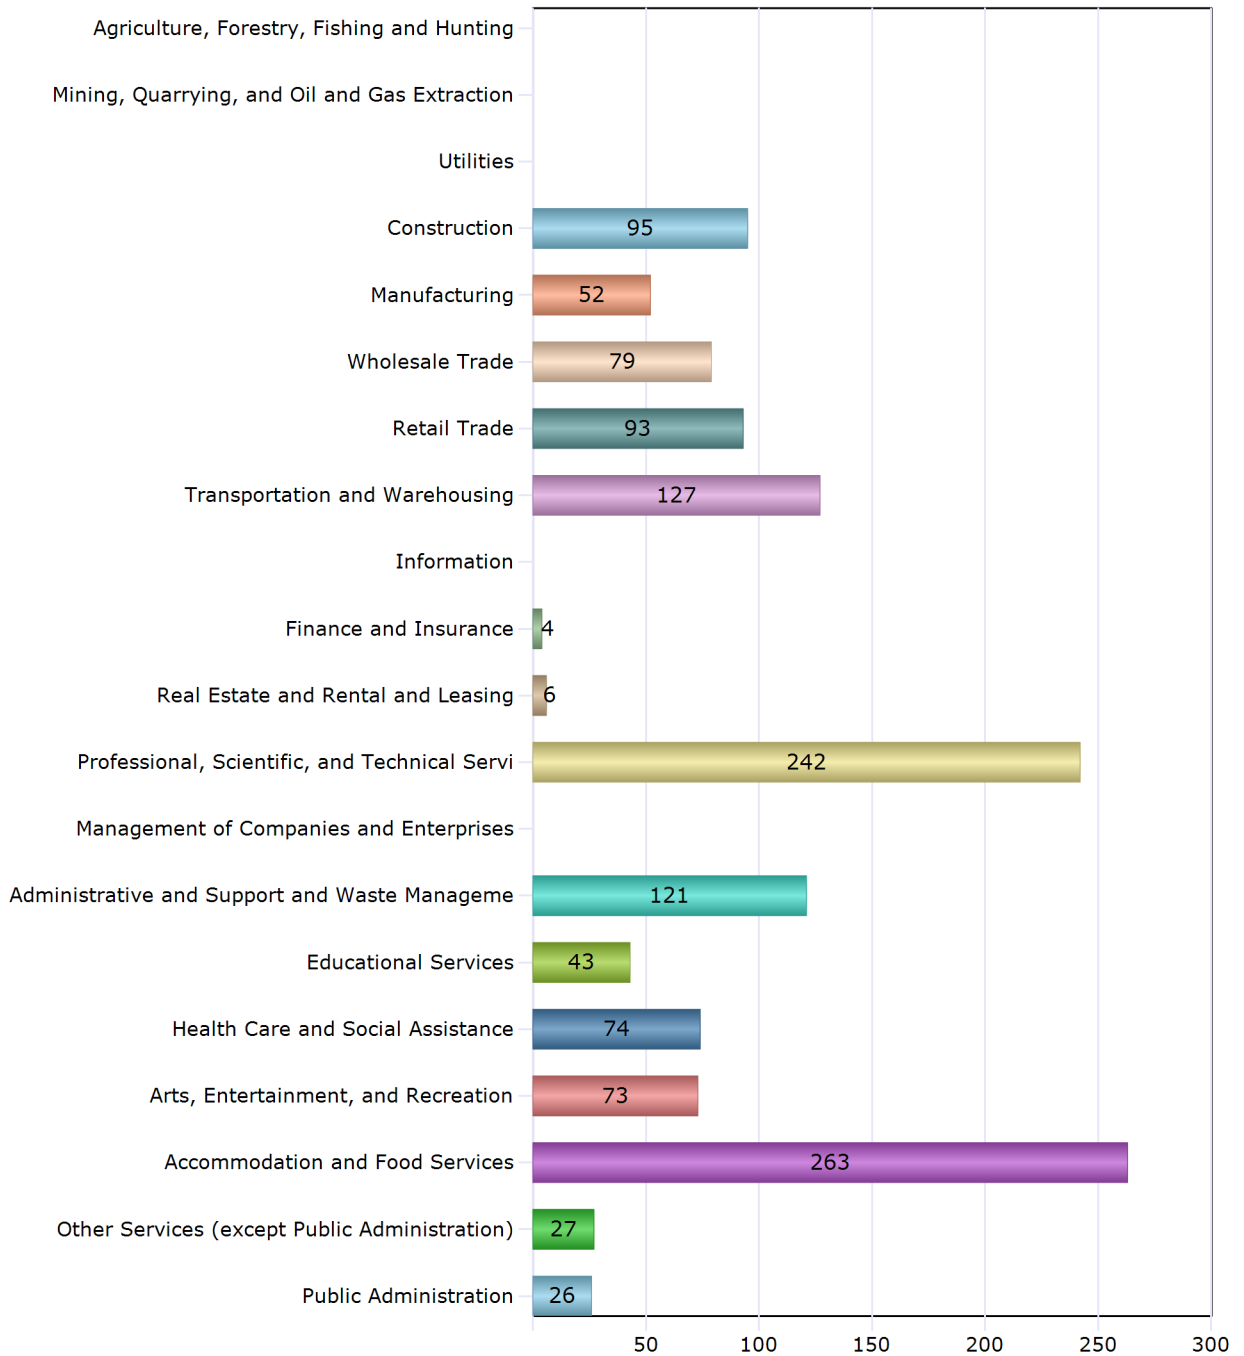 Agriculture, Forestry, Fishing and Hunting
Mining, Quarrying, and Oil and Gas Extraction
Utilities
Construction 95
Manufacturing 52
Wholesale Trade 79
Retail Trade 93
Transportation and Warehousing 127
Information
Finance and Insurance 4
Real Estate and Rental and Leasing 6
Professional, Scientific, and Technical Servi 242
Management of Companies and Enterprises
Administrative and Support and Waste Manageme 121
Educational Services 43
Health Care and Social Assistance 74
Arts, Entertainment, and Recreation 73
Accommodation and Food Services 263
Other Services (except Public Administration) 27
Public Administration 26
50 100 150 200 250 300